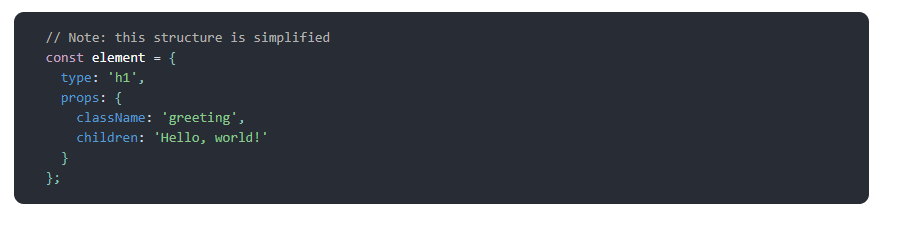 // Note: this structure is simplified
const element = {
  type: 'h1',
  props: {
    className: 'greeting',
    children: 'Hello, world!'
  }
};